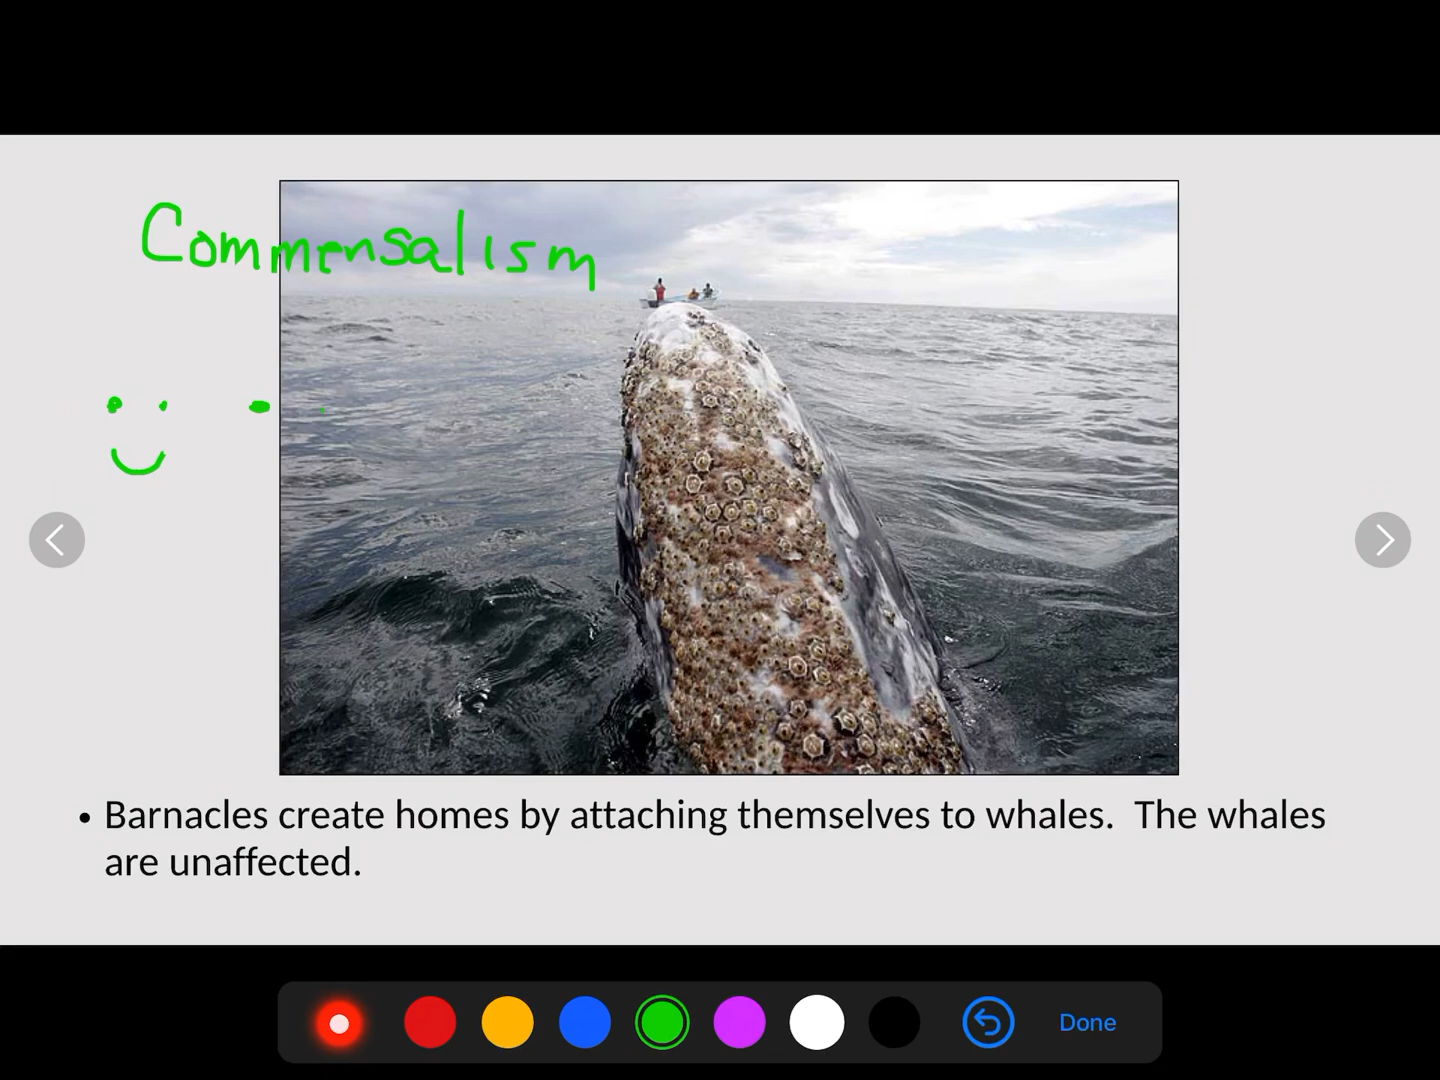 Commensalism
• Barnacles create homes by attaching themselves to whales.  The whales
are unaffected.
Done